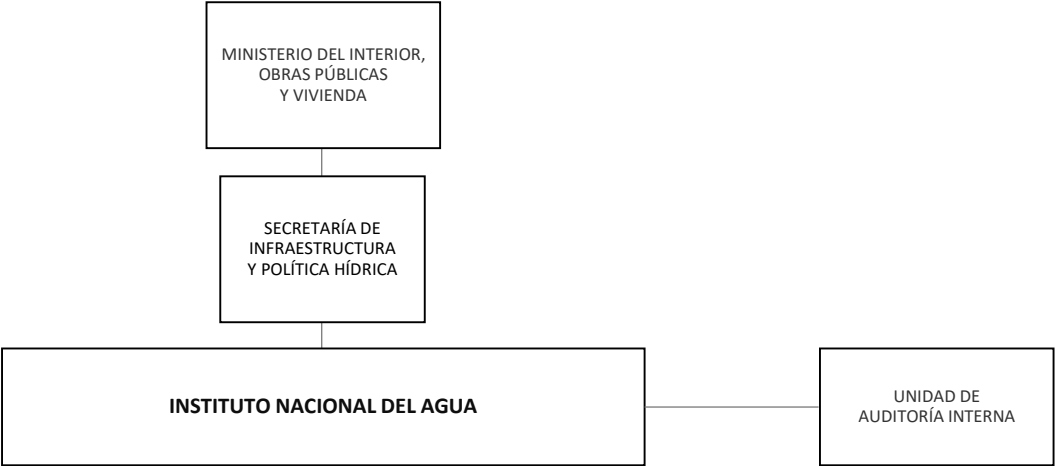 MINISTERIO DEL INTERIOR,
OBRAS PÚBLICAS
Y VIVIENDA
SECRETARÍA DE
INFRAESTRUCTURA
Y POLÍTICA HÍDRICA
INSTITUTO NACIONAL DEL AGUA
UNIDAD DE
AUDITORÍA INTERNA